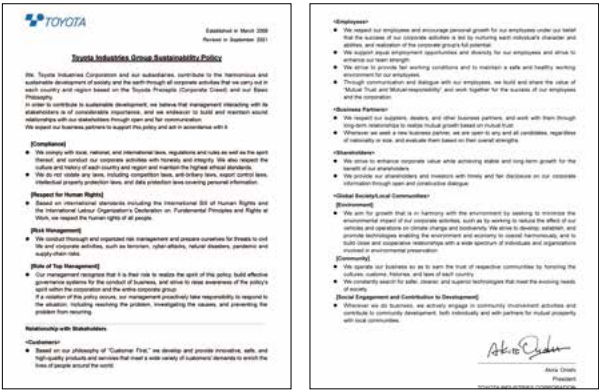 TOYOTA
Established in March 2009
Revised in September 2021
Toyota Industries Group Sustainability Policy
We, Toyota Industries Corporation and our subsidiaries, contribute to the harmonious and
sustainable development of society and the earth through all corporate activities that we carry out in
each country and region based on the Toyoda Precepts (Corporate Creed) and our Basic
Philosophy.
In order to contribute to sustainable development, we believe that management interacting with its
stakeholders is of considerable importance, and we endeavor to build and maintain sound
relationships with our stakeholders through open and fair communication.
We expect our business partners to support this policy and act in accordance with it.
[Compliance]
● We comply with local, national, and international laws, regulations and rules as well as the spirit
thereof, and conduct our corporate activities with honesty and integrity. We also respect the
culture and history of each country and region and maintain the highest ethical standards.
● We do not violate any laws, including competition laws, anti-bribery laws, export control laws,
intellectual property protection laws, and data protection laws covering personal information.
[Respect for Human Rights]
● Based on international standards including the International Bill of Human Rights and
the International Labour Organization's Declaration on Fundamental Principles and Rights at
Work, we respect the human rights of all people.
[Risk Management]
● We conduct thorough and organized risk management and prepare ourselves for threats to civil
life and corporate activities, such as terrorism, cyber-attacks, natural disasters, pandemic and
supply-chain risks.
[Role of Top Management]
● Our management recognize that it is their role to realize the spirit of this policy, build effective
governance systems for the conduct of business, and strive to raise awareness of the policy's
spirit within the corporation and the entire corporate group.
If a violation of this policy occurs, our management proactively take responsibility to respond to
the situation, including resolving the problem, investigating the causes, and preventing the
problem from recurring.
Relationship with Stakeholders
<Customers>
● Based on our philosophy of "Customer First," we develop and provide innovative, safe, and
high-quality products and services that meet a wide variety of customers' demands to enrich the
lives of people around the world.
<Employees>
● We respect our employees and encourage personal growth for our employees under our belief
that the success of our corporate activities is led by nurturing each individual's character and
abilities, and realization of the corporate group's full potential.
● We support equal employment opportunities and diversity for our employees and strive to
enhance our team strength.
● We strive to provide fair working conditions and to maintain a safe and healthy working
environment for our employees.
● Through communication and dialogue with our employees, we build and share the value of
"Mutual Trust and Mutual-responsibility" and work together for the success of our employees
and the corporation.
<Business Partners>
● We respect our suppliers, dealers, and other business partners, and work with them through
long-term relationships to realize mutual growth based on mutual trust.
● Whenever we seek a new business partner, we are open to any and all candidates, regardless
of nationality or size, and evaluate them based on their overall strengths.
<Shareholders>
● We strive to enhance corporate value while achieving stable and long-term growth for the
benefit of our shareholders.
● We provide our shareholders and investors with timely and fair disclosure on our corporate
information through open and constructive dialogue.
<Global Society/Local Communities>
[Environment]
● We aim for growth that is in harmony with the environment by seeking to minimize the
environmental impact of our corporate activities, such as by working to reduce the effect of our
vehicles and operations on climate change and biodiversity. We strive to develop, establish, and
promote technologies enabling the environment and economy to coexist harmoniously, and to
build close and cooperative relationships with a wide spectrum of individuals and organizations
involved in environmental preservation.
[Community]
● We operate our business so as to earn the trust of respective communities by honoring the
cultures, customs, histories, and laws of each country.
● We constantly search for safer, cleaner, and superior technologies that meet the evolving needs
of society.
[Social Engagement and Contribution to Development]
● Wherever we do business, we actively engage in community involvement activities and
contribute to community development, both individually and with partners for mutual prosperity
with local communities.
Akira Onishi
President
TOYOTA INDUSTRIES CORPORATION